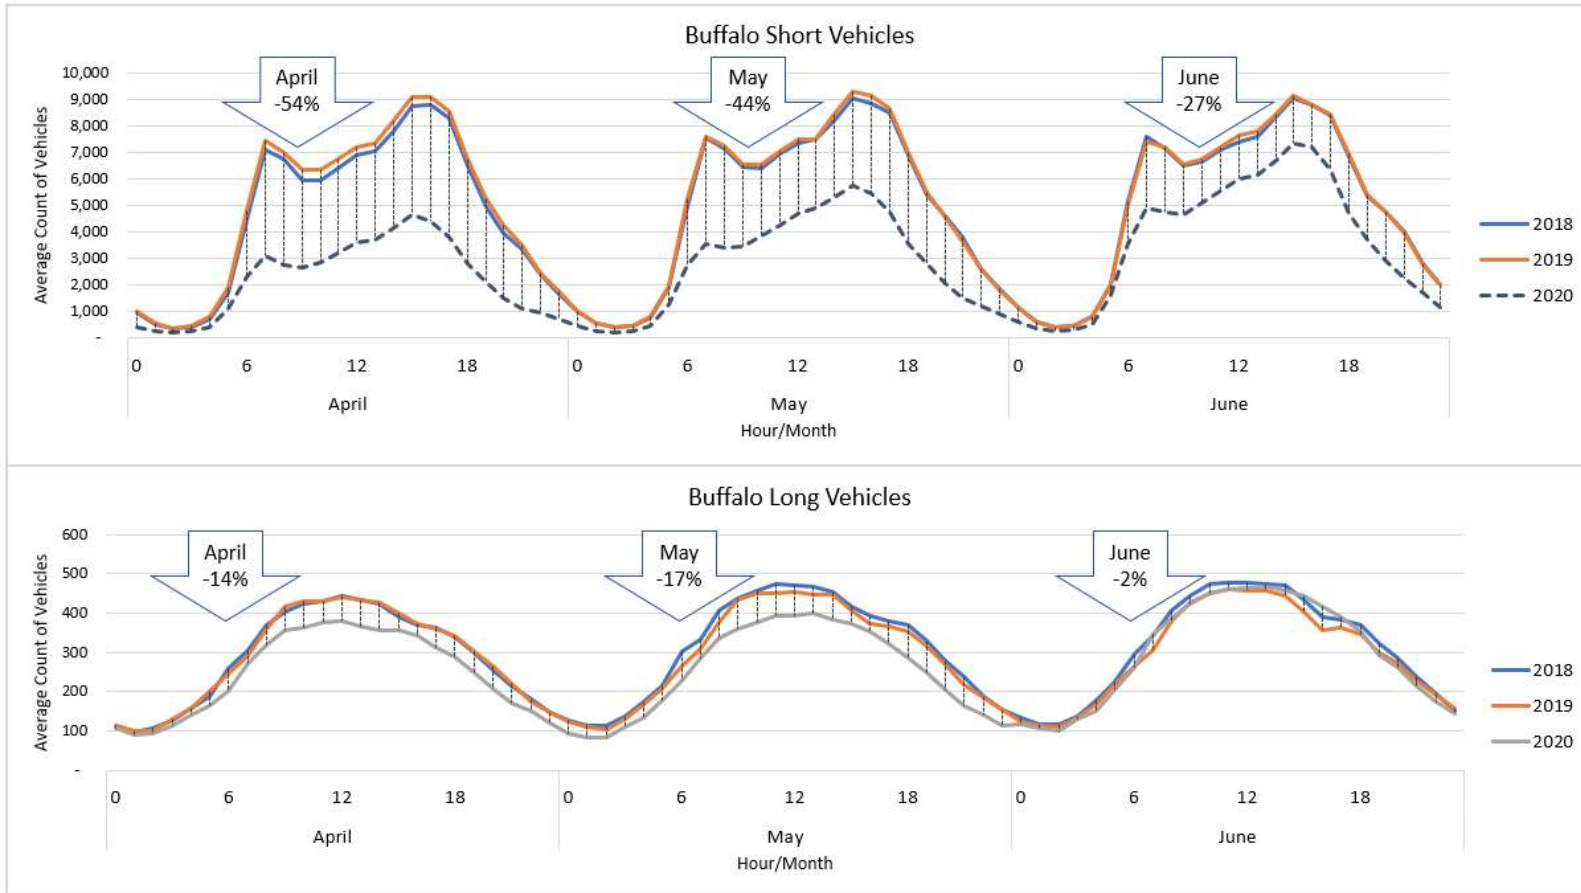 Buffalo Short Vehicles
April
-54%
May
-44%
June
-27%
Average Count of Vehicles
10,000
9,000
8,000
7,000
6,000
5,000
4,000
3,000
2,000
1,000
-
2018
2019
2020
0 6 12 18 0 6 12 18 0 6 12 18
April May June
Hour/Month
Buffalo Long Vehicles
April
-14%
May
-17%
June
-2%
Average Count of Vehicles
600
500
400
300
200
100
-
2018
2019
2020
0 6 12 18 0 6 12 18 0 6 12 18
April May June
Hour/Month